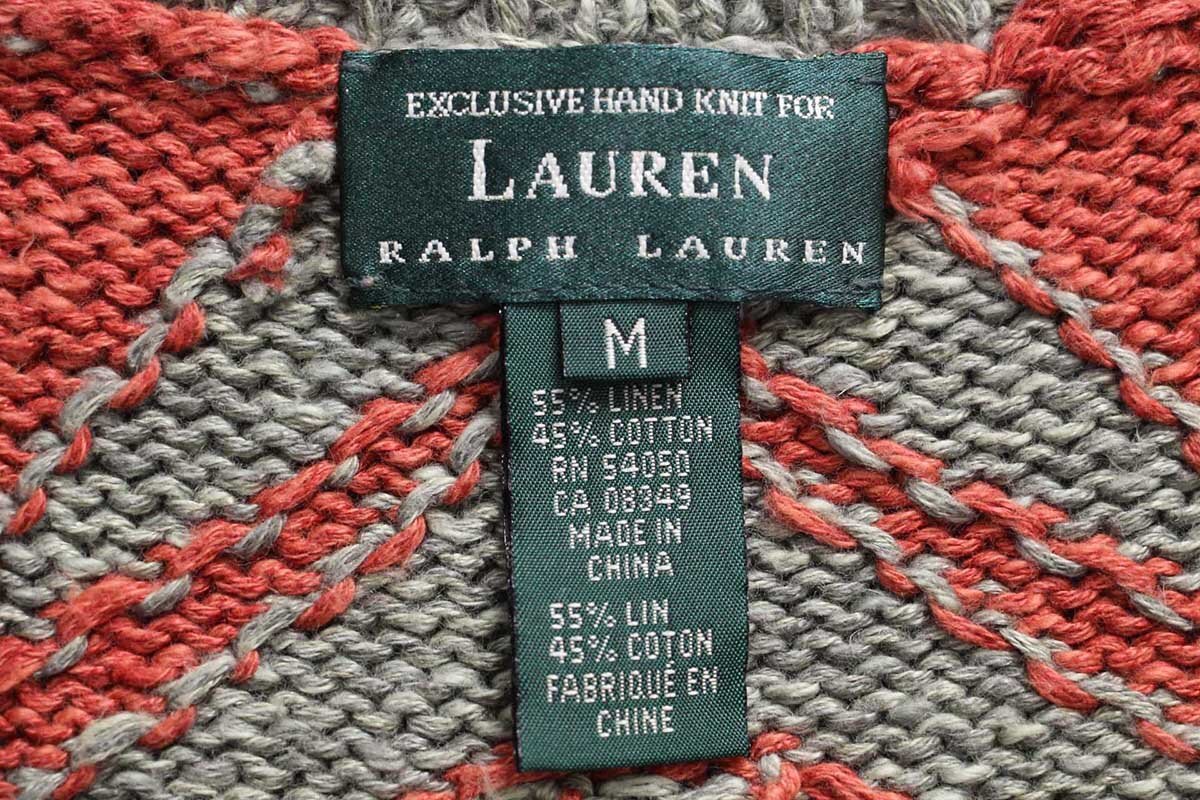 EXCLUSIVE HAND KNIT FOR
LAUREN
RALPH LAUREN
M
55% LINEN
45% COTTON
RN 54050
CA 08349
MADE IN
CHINA
55% LIN
45% COTON
FABRIQUÉ EN
CHINE